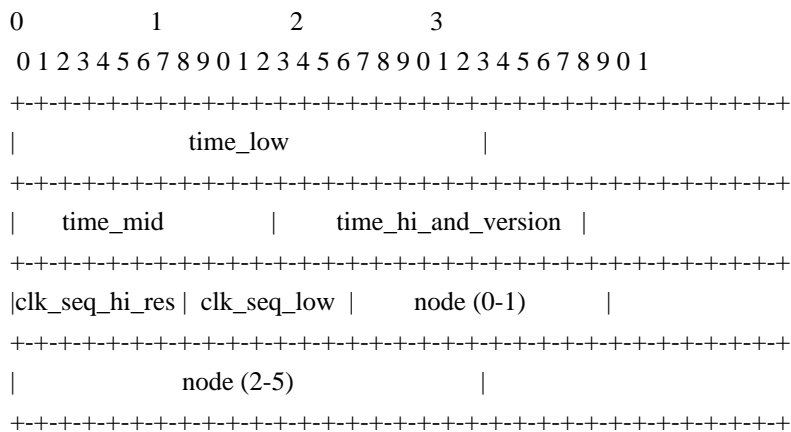 0                   1                   2                   3
 0 1 2 3 4 5 6 7 8 9 0 1 2 3 4 5 6 7 8 9 0 1 2 3 4 5 6 7 8 9 0 1
+-+-+-+-+-+-+-+-+-+-+-+-+-+-+-+-+-+-+-+-+-+-+-+-+-+-+-+-+-+-+-+-+
|                          time_low                             |
+-+-+-+-+-+-+-+-+-+-+-+-+-+-+-+-+-+-+-+-+-+-+-+-+-+-+-+-+-+-+-+-+
|       time_mid                |         time_hi_and_version   |
+-+-+-+-+-+-+-+-+-+-+-+-+-+-+-+-+-+-+-+-+-+-+-+-+-+-+-+-+-+-+-+-+
|clk_seq_hi_res |  clk_seq_low  |         node (0-1)            |
+-+-+-+-+-+-+-+-+-+-+-+-+-+-+-+-+-+-+-+-+-+-+-+-+-+-+-+-+-+-+-+-+
|                         node (2-5)                            |
+-+-+-+-+-+-+-+-+-+-+-+-+-+-+-+-+-+-+-+-+-+-+-+-+-+-+-+-+-+-+-+-+